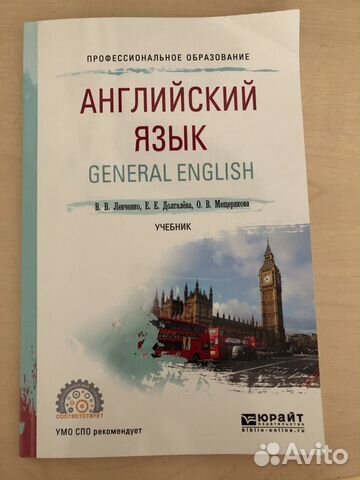 ПРОФЕССИОНАЛЬНОЕ ОБРАЗОВАНИЕ
АНГЛИЙСКИЙ
ЯЗЫК
GENERAL ENGLISH
В. В. Левченко, Е. Е. Долгалёва, О. В. Мещерякова
УЧЕБНИК
СООТВЕТСТВУЕТ
УМО СПО рекомендует
ЮРАЙТ
издательство
biblio-online.ru
Avito